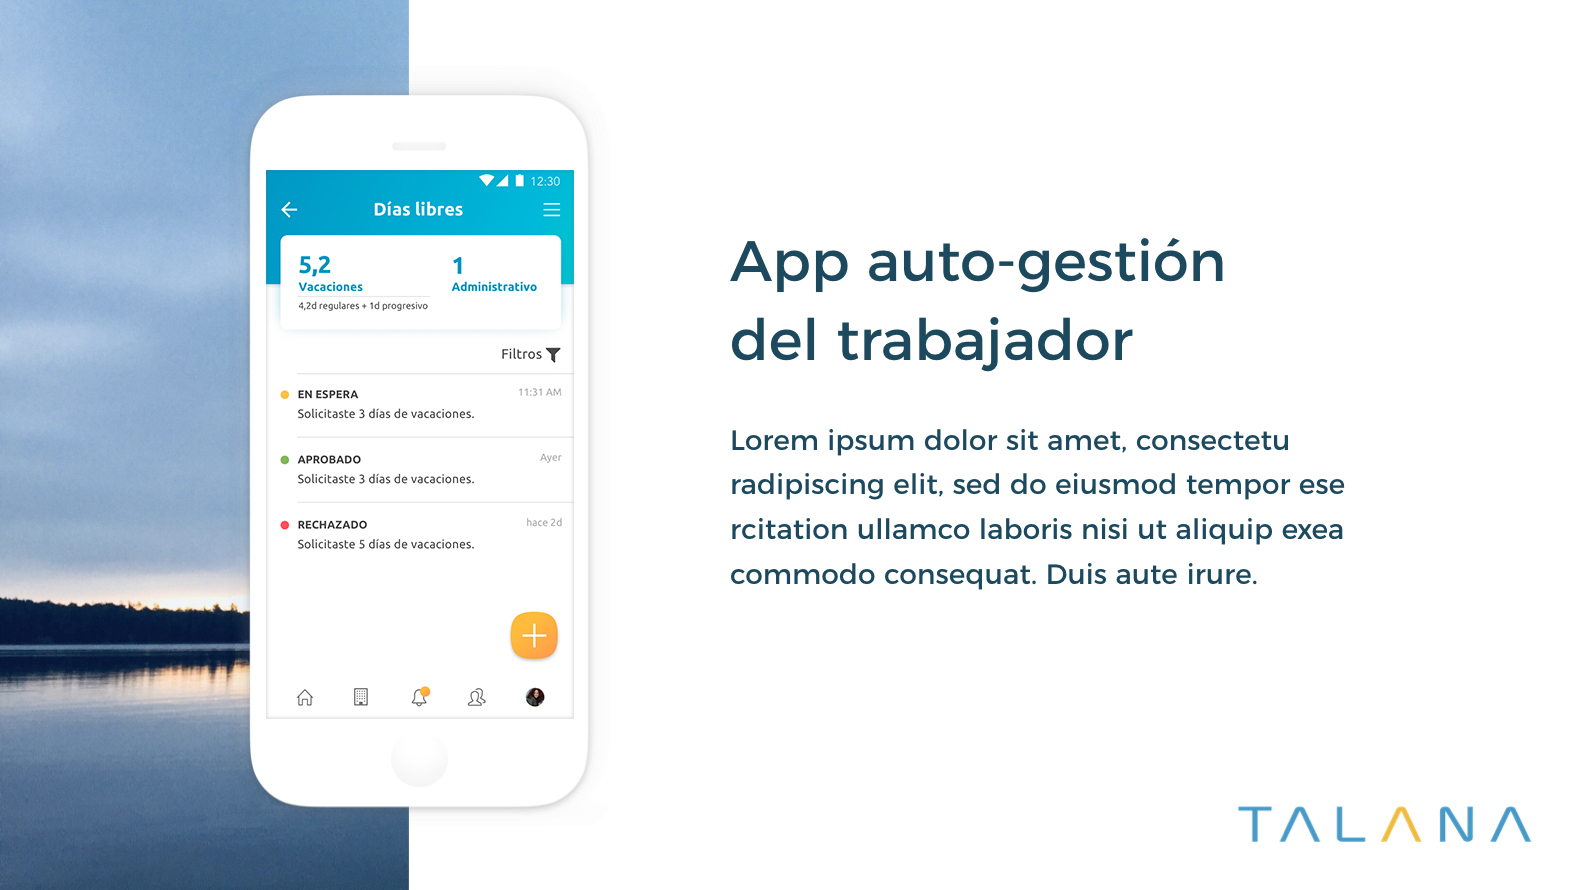 12:30
Días libres
5,2
Vacaciones
4,2d regulares + 1d progresivo
1
Administrativo
Filtros
EN ESPERA
11:31 AM
Solicitaste 3 días de vacaciones.
APROBADO
Ayer
Solicitaste 3 días de vacaciones.
RECHAZADO
hace 2d
Solicitaste 5 días de vacaciones.
App auto-gestión
del trabajador
Lorem ipsum dolor sit amet, consectetu
radipiscing elit, sed do eiusmod tempor ese
rcitation ullamco laboris nisi ut aliquip exea
commodo consequat. Duis aute irure.
TALANA